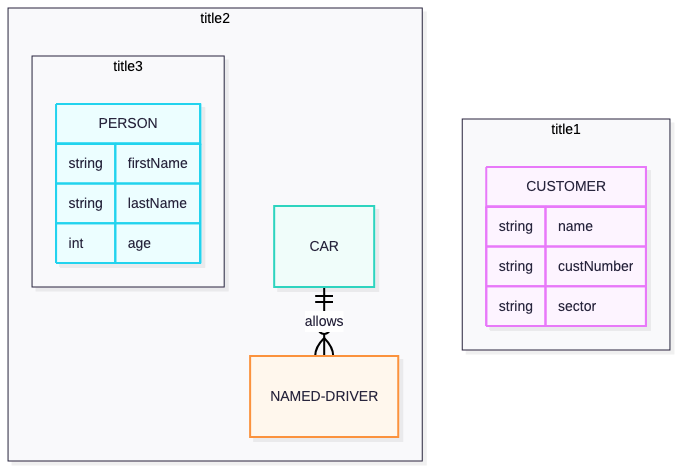 title2
title3
PERSON
string firstName
string lastName
int age
CAR
allows
NAMED-DRIVER
title1
CUSTOMER
string name
string custNumber
string sector